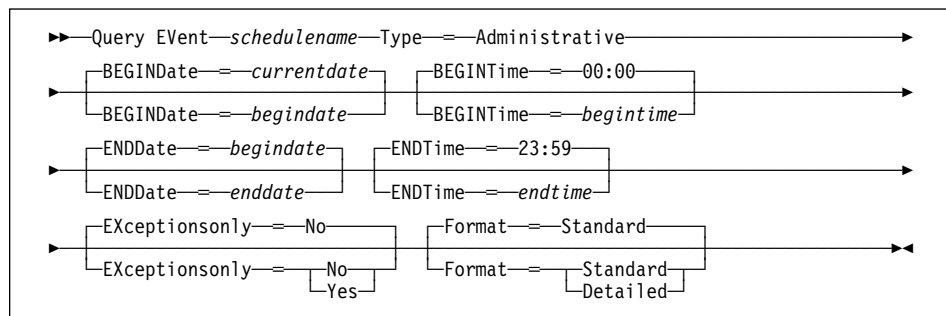 Query EVent schedulename Type = Administrative
BEGINDate = currentdate BEGINTime = 00:00
BEGINDate = begindate BEGINTime = begintime
ENDDate = begindate ENDTime = 23:59
ENDDate = enddate ENDTime = endtime
EXceptionsonly = No Format = Standard
EXceptionsonly = No Format = Standard
Yes Detailed